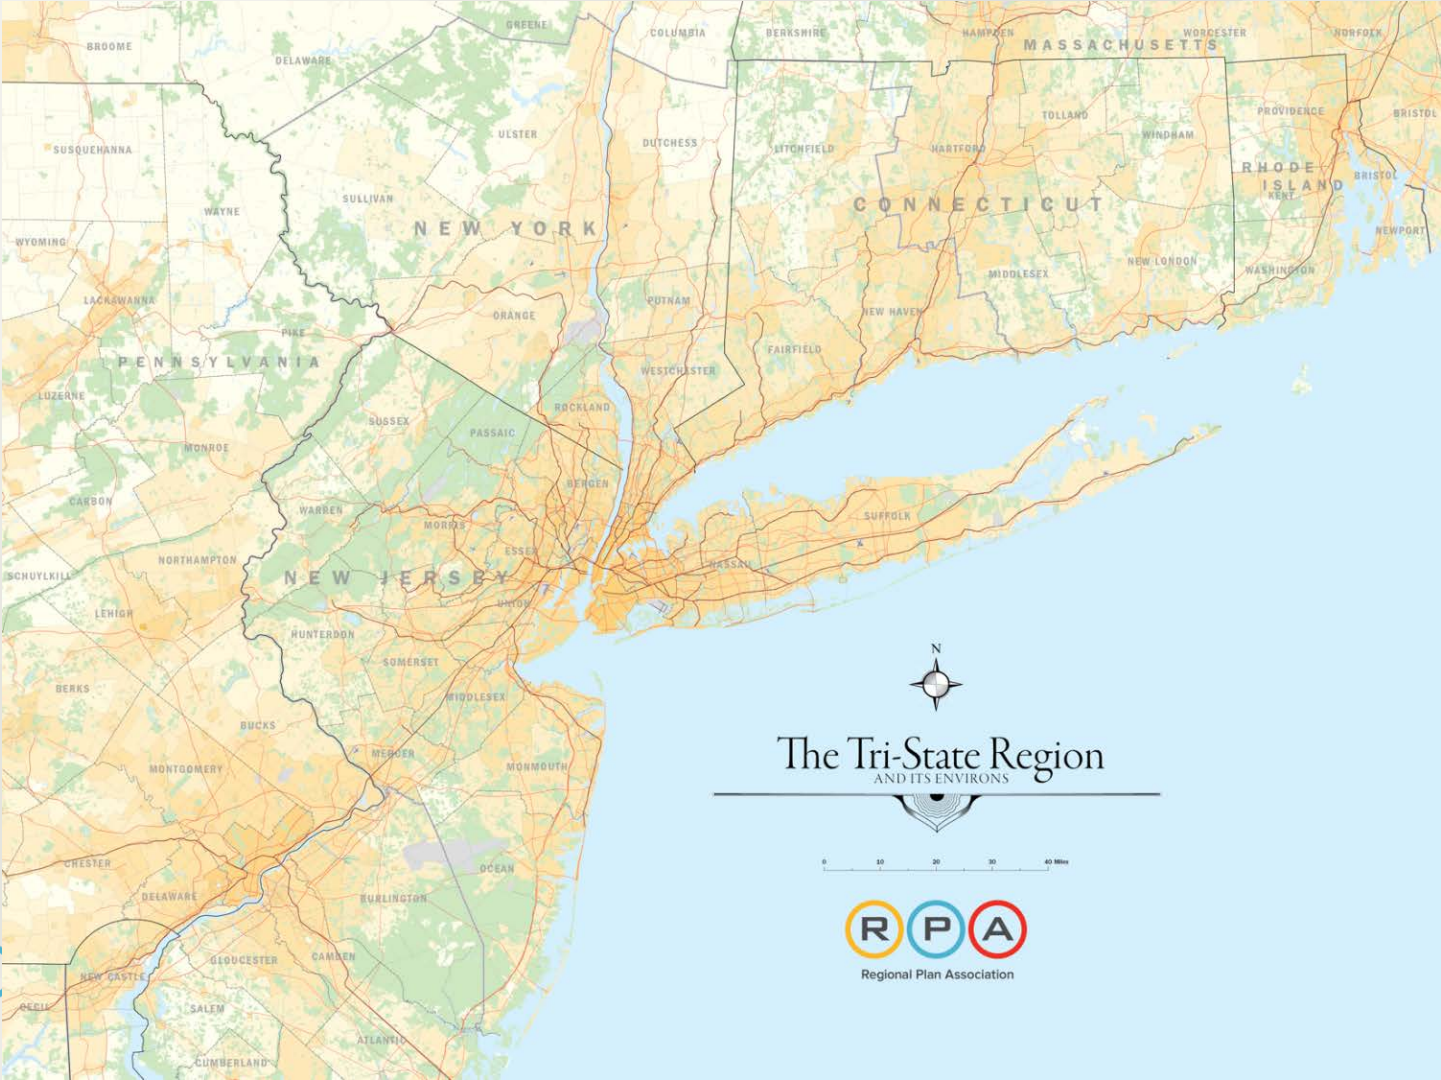 GREENE
COLUMBIA
BERKSHIRE
HAMPDEN
WORCESTER
NORFOLK
BROOME
MASSACHUSETTS
DELAWARE
PROVIDENCE
BRISTOL
TOLLAND
ULSTER
WINDHAM
DUTCHESS
SUSQUEHANNA
LITCHFIELD
HARTFORD
RHODE
ISLAND
BRISTOL
KENT
SULLIVAN
CONNECTICUT
WAYNE
NEW YORK
NEWPORT
WYOMING
NEW LONDON
WASHINGTON
MIDDLESEX
LACKAWANNA
PUTNAM
ORANGE
NEW HAVEN
PIKE
FAIRFIELD
PENNSYLVANIA
WESTCHESTER
LUZERNE
ROCKLAND
SUSSEX
PASSAIC
MONROE
BERGEN
CARBON
WARREN
SUFFOLK
MORRIS
ESSEX
NORTHAMPTON
NASSAU
SCHUYLKILL
NEW JERSEY
UNION
LEHIGH
HUNTERDON
N
SOMERSET
BERKS
MIDDLESEX
BUCKS
MERCER
The Tri-State Region
AND ITS ENVIRONS
MONTGOMERY
MONMOUTH
CHESTER
0 10 20 30 40 Miles
OCEAN
DELAWARE
BURLINGTON
R P A
CAMDEN
GLOUCESTER
Regional Plan Association
NEW CASTLE
CECIL
SALEM
ATLANTIC
CUMBERLAND